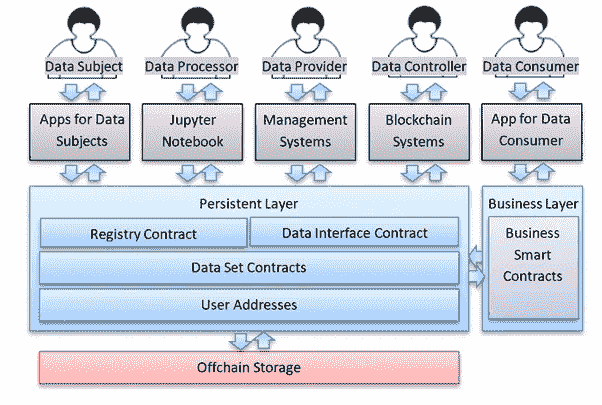 Data Subject
Data Processor
Data Provider
Data Controller
Data Consumer
Apps for Data
Subjects
Jupyter
Notebook
Management
Systems
Blockchain
Systems
App for Data
Consumer
Persistent Layer
Registry Contract
Data Interface Contract
Data Set Contracts
User Addresses
Business Layer
Business
Smart
Contracts
Offchain Storage